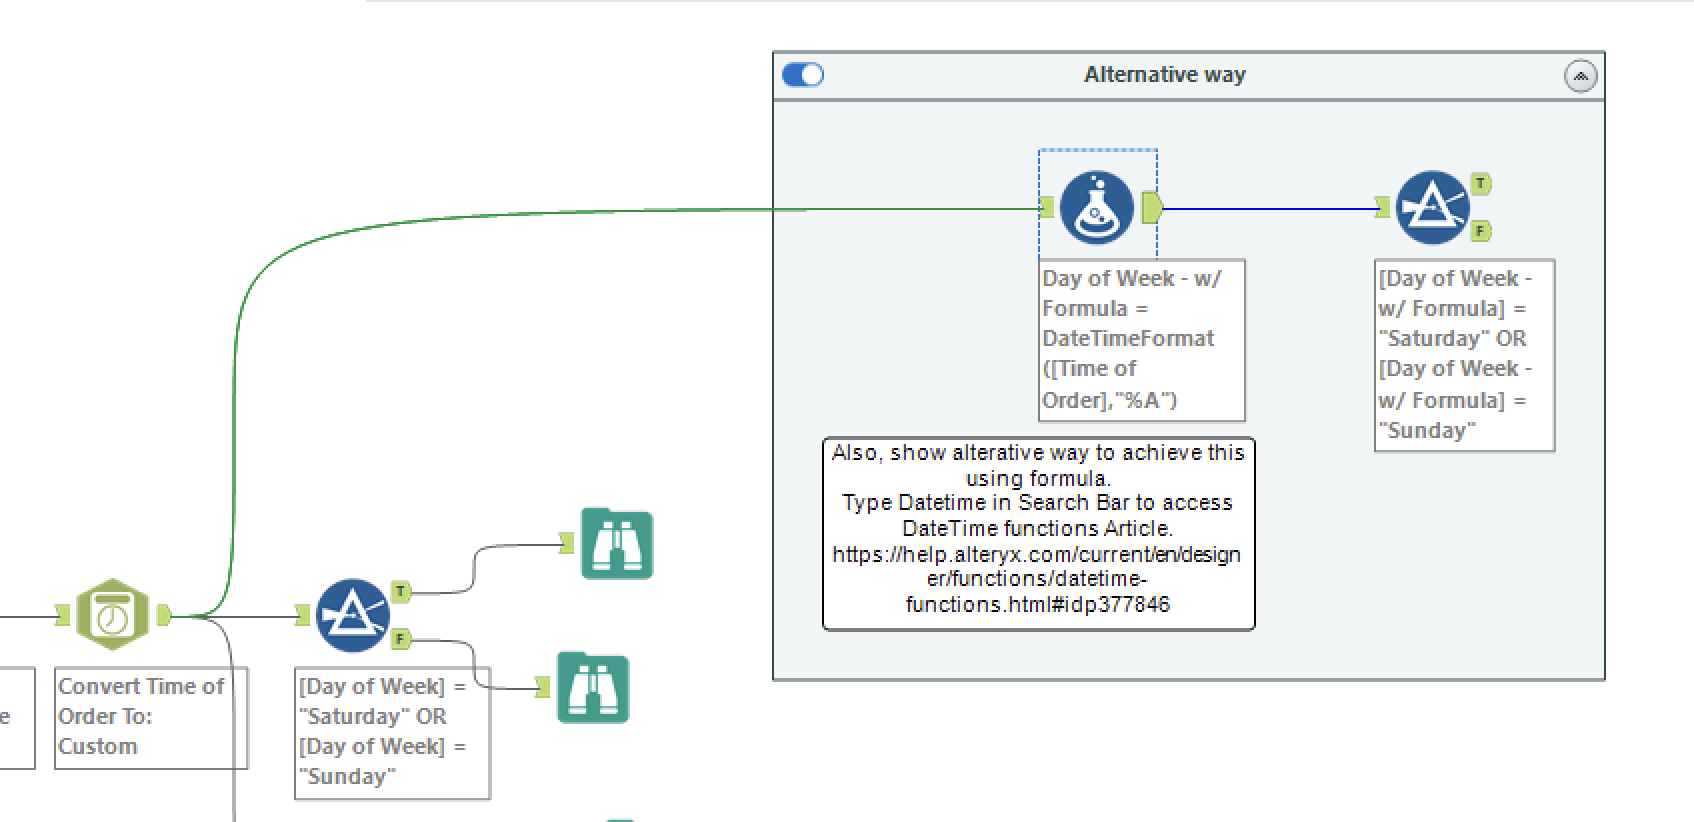 Alternative way
T
F
Day of Week - w/
Formula =
DateTimeFormat
([Time of
Order],"%A")
[Day of Week -
w/ Formula] =
"Saturday" OR
[Day of Week -
w/ Formula] =
"Sunday"
Also, show alterative way to achieve this
using formula.
Type Datetime in Search Bar to access
DateTime functions Article.
https://help.alteryx.com/current/en/design
er/functions/datetime-
functions.html#idp377846
T
F
e
Convert Time of
Order To:
Custom
[Day of Week] =
"Saturday" OR
[Day of Week] =
"Sunday"